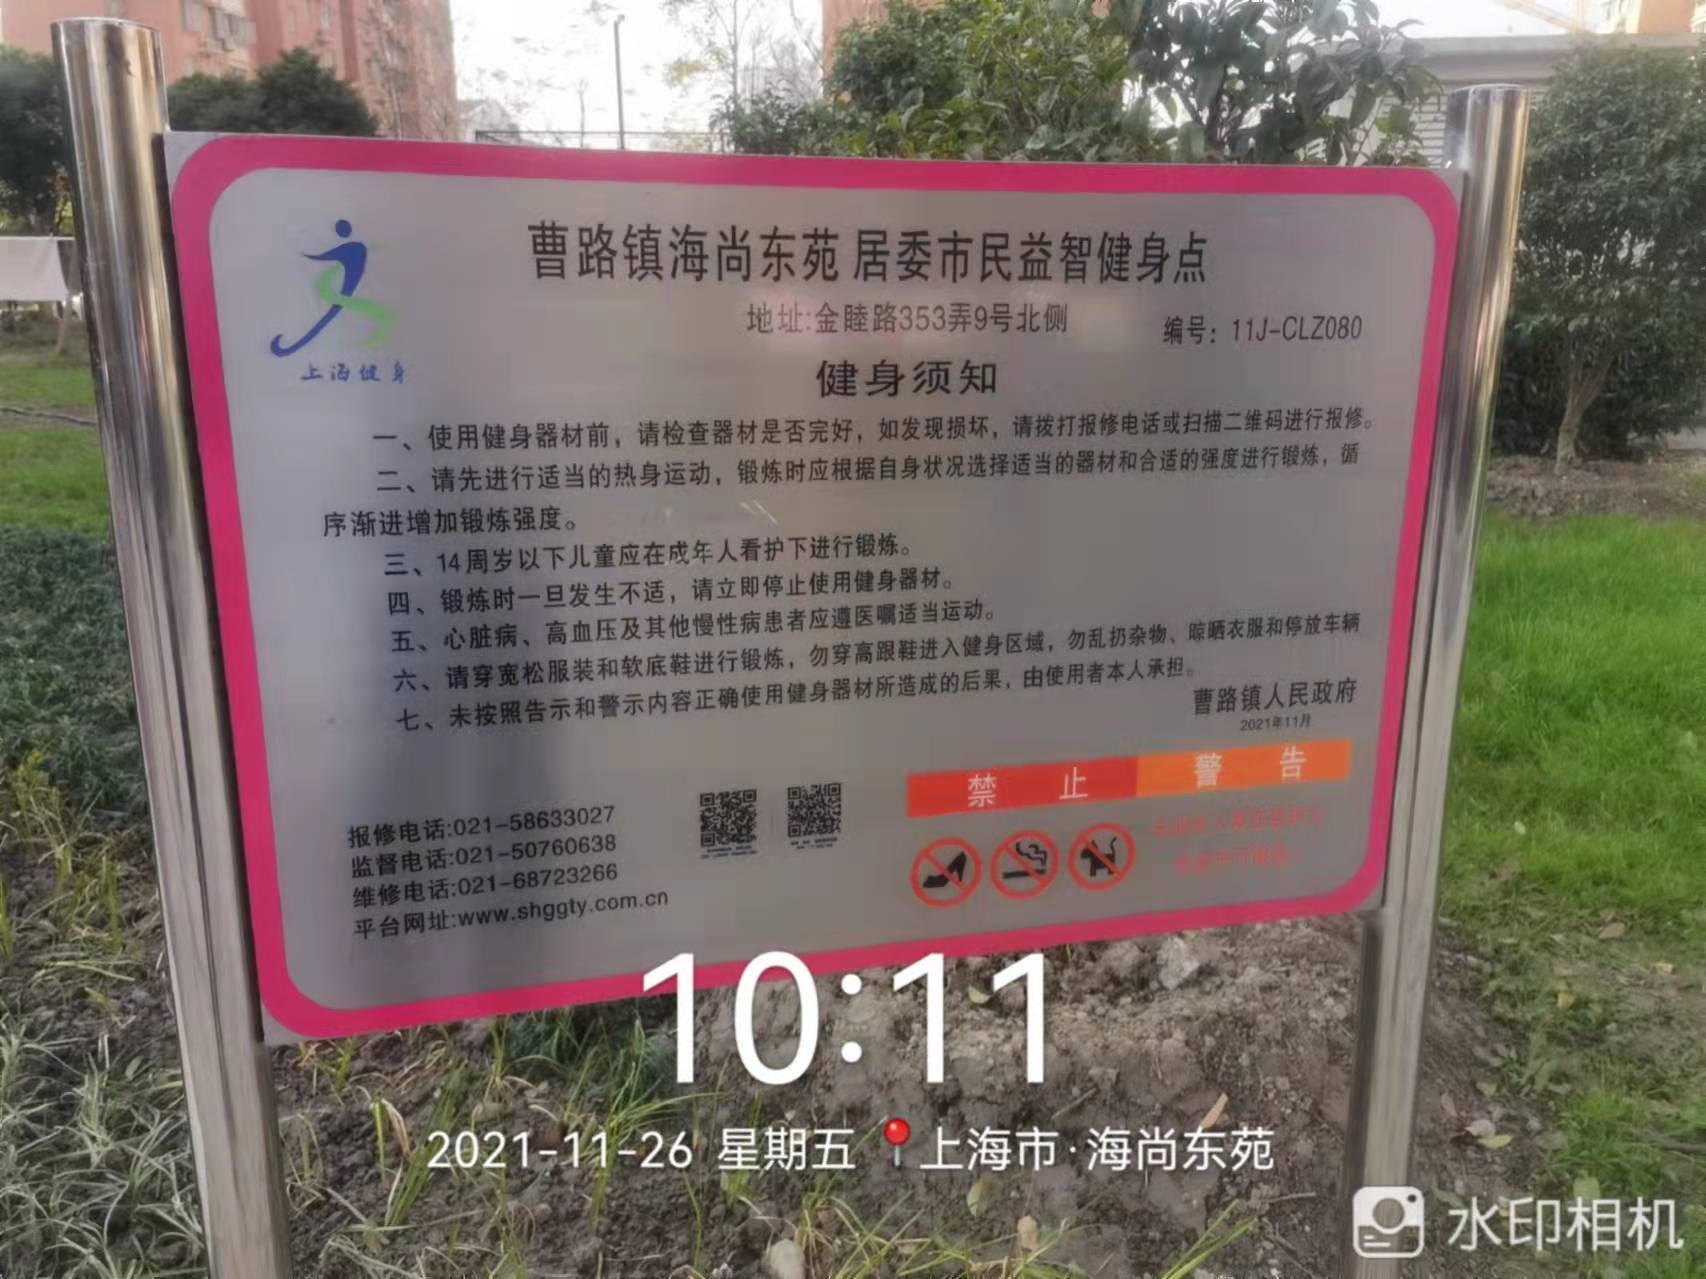 曹路镇海尚东苑 居委市民益智健身点
地址:金睦路353弄9号北侧
编号：11J-CLZ080
上海健身
健身须知
一、使用健身器材前，请检查器材是否完好，如发现损坏，请拨打报修电话或扫描二维码进行报修。
二、请先进行适当的热身运动，锻炼时应根据自身状况选择适当的器材和合适的强度进行锻炼，循
序渐进增加锻炼强度。
三、14周岁以下儿童应在成年人看护下进行锻炼。
四、锻炼时一旦发生不适，请立即停止使用健身器材。
五、心脏病、高血压及其他慢性病患者应遵医嘱适当运动。
六、请穿宽松服装和软底鞋进行锻炼，勿穿高跟鞋进入健身区域，勿乱扔杂物、晾晒衣服和停放车辆
七、未按照告示和警示内容正确使用健身器材所造成的后果，由使用者本人承担。
曹路镇人民政府
2021年11月
禁 止 警 告
报修电话:021-58633027
监督电话:021-50760638
维修电话:021-68723266
平台网址:www.shggty.com.cn
10:11
2021-11-26 星期五 上海市·海尚东苑
水印相机